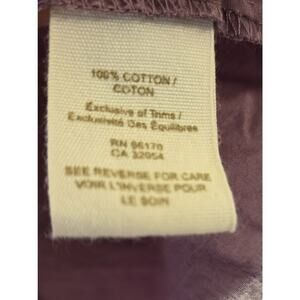 100% COTTON /
COTON
Exclusive of Trims /
Exclusivité Des Équilibres
RN 96170
CA 32054
SEE REVERSE FOR CARE
VOIR L'INVERSE POUR
LE SOIN